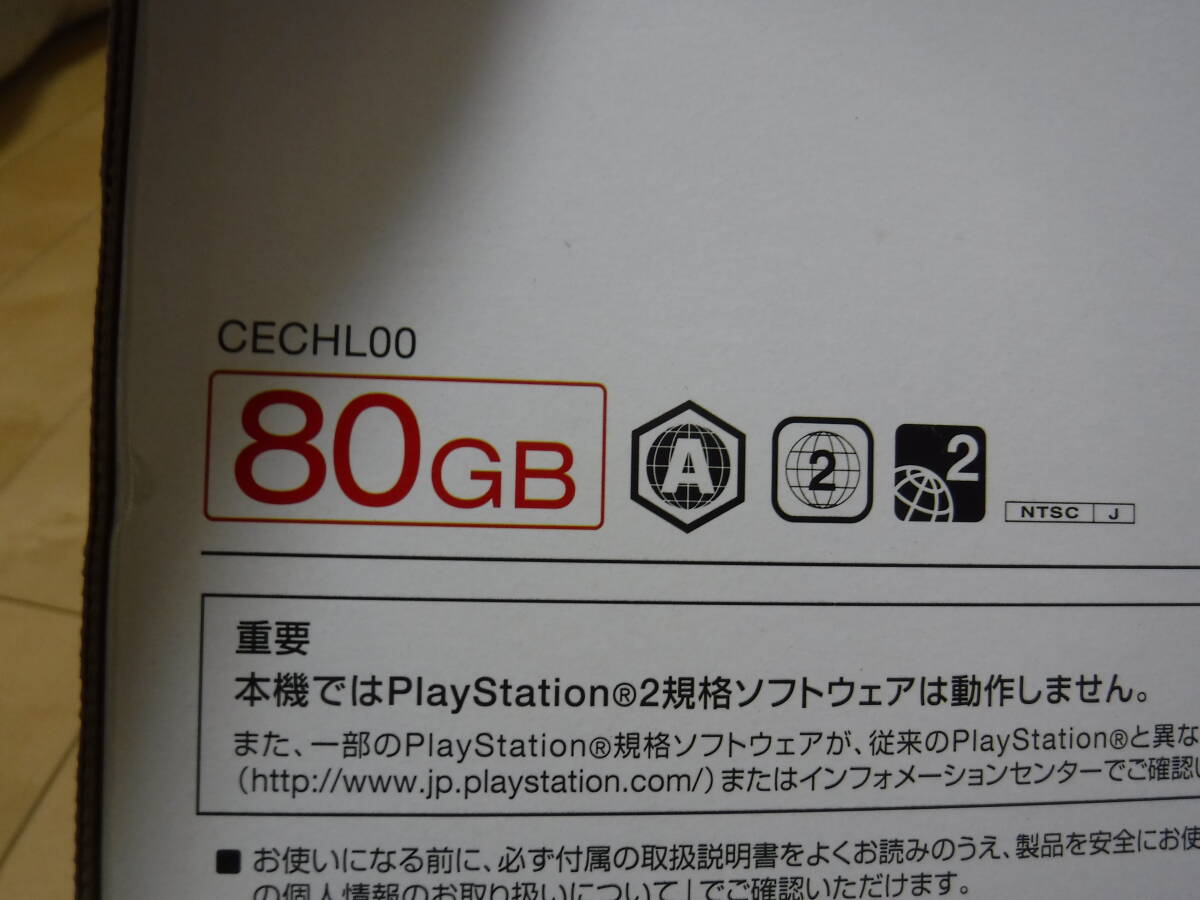 CECHL00
80GB
A
2
2
NTSC J
重要
本機ではPlayStation®2規格ソフトウェアは動作しません。
また、一部のPlayStation®規格ソフトウェアが、従来のPlayStation®と異な
(http://www.jp.playstation.com/)またはインフォメーションセンターでご確認い
■ お使いになる前に、必ず付属の取扱説明書をよくお読みのうえ、製品を安全にお使
の個人情報のお取り扱いについて」でご確認いただけます。